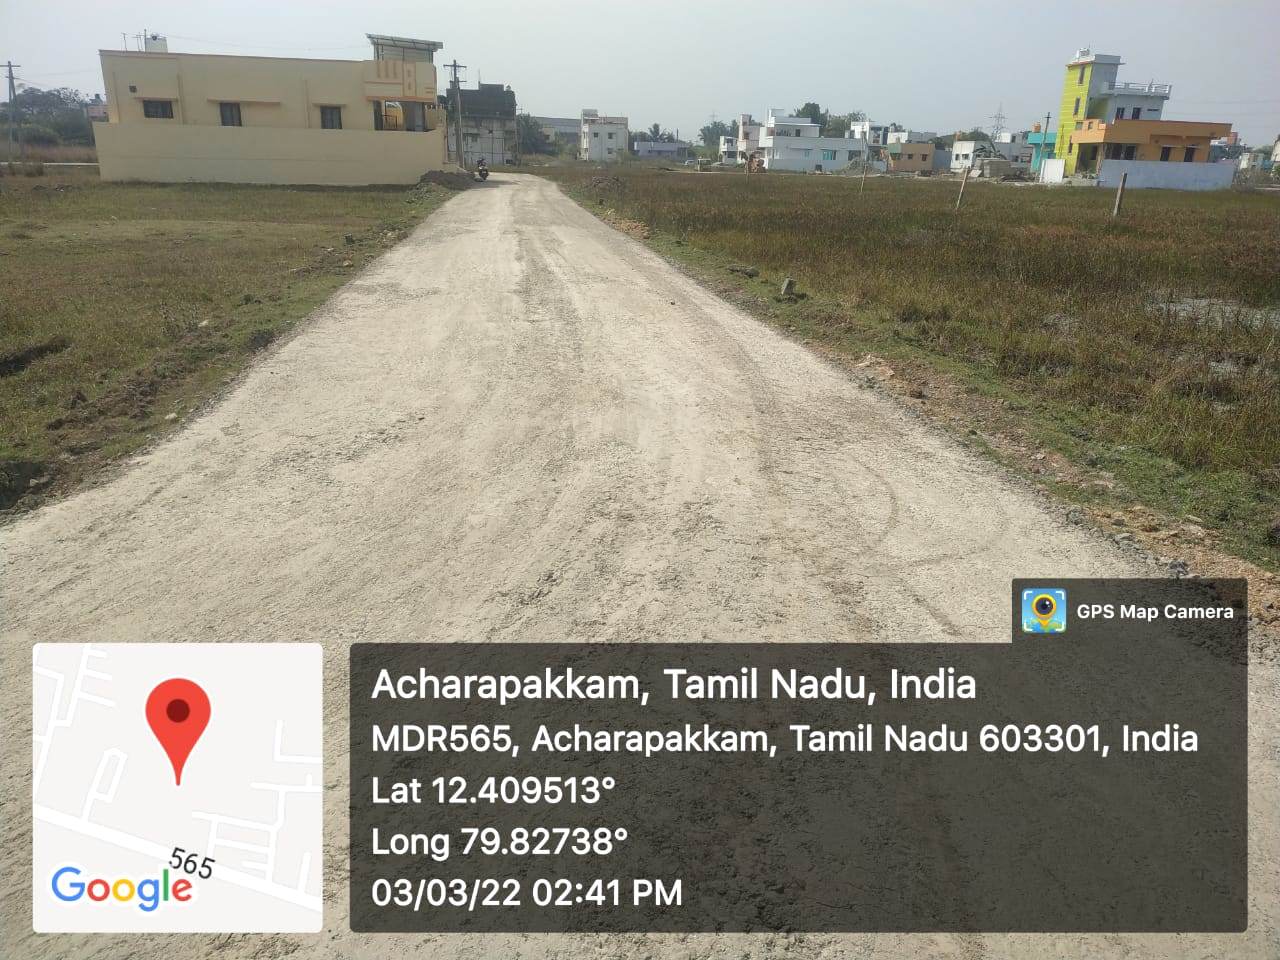 GPS Map Camera
Acharapakkam, Tamil Nadu, India
MDR565, Acharapakkam, Tamil Nadu 603301, India
Lat 12.409513°
Long 79.82738°
03/03/22 02:41 PM
565
Google